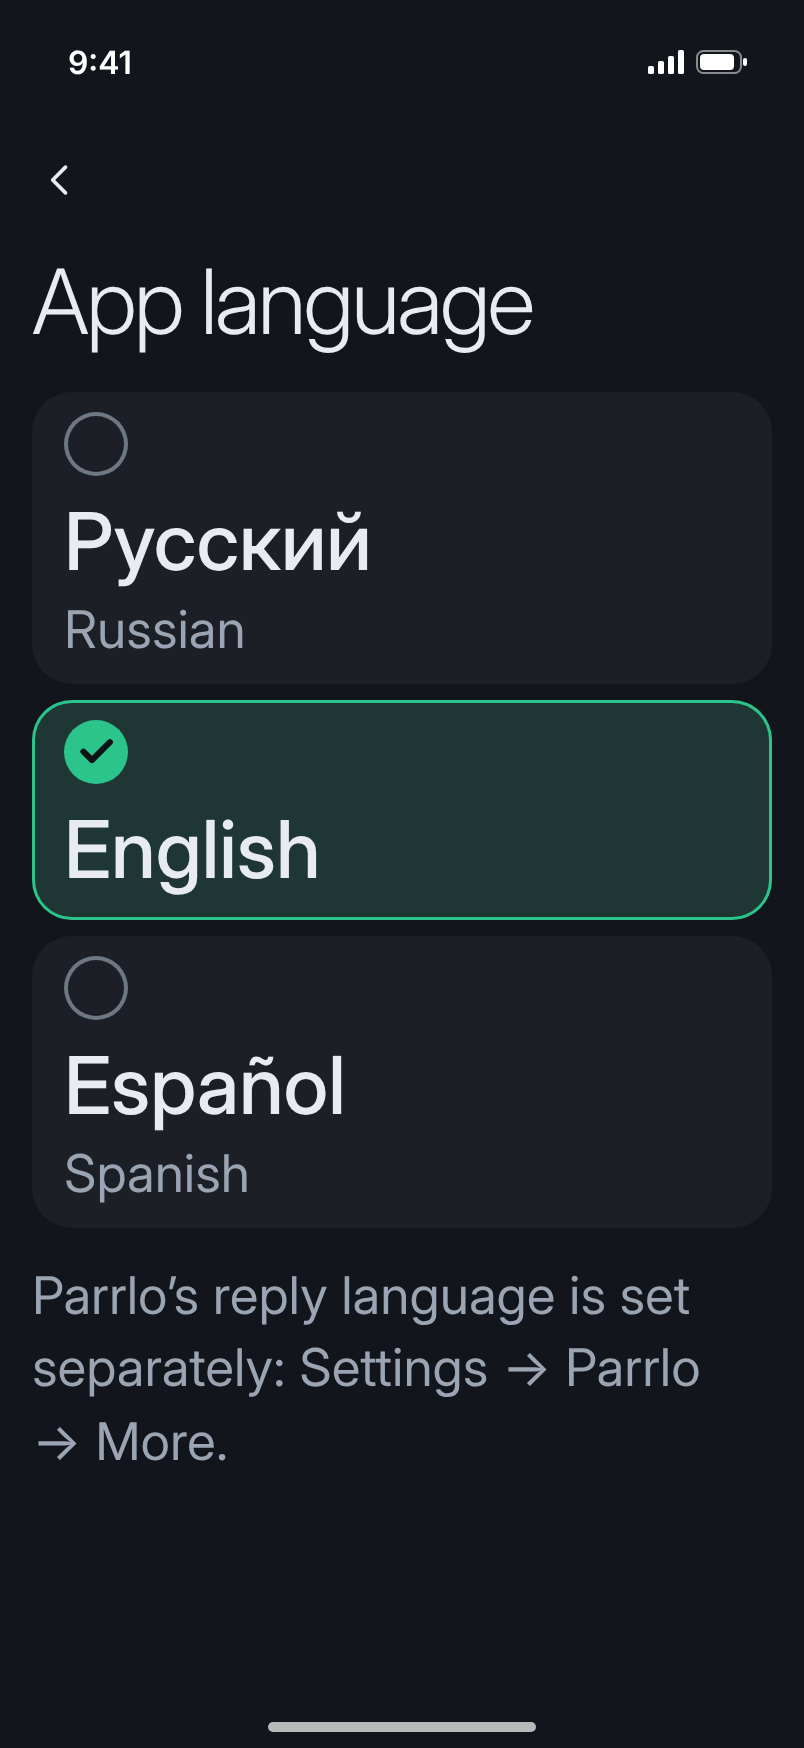 9:41
App language
Русский
Russian
English
Español
Spanish
Parrlo’s reply language is set
separately: Settings → Parrlo
→ More.